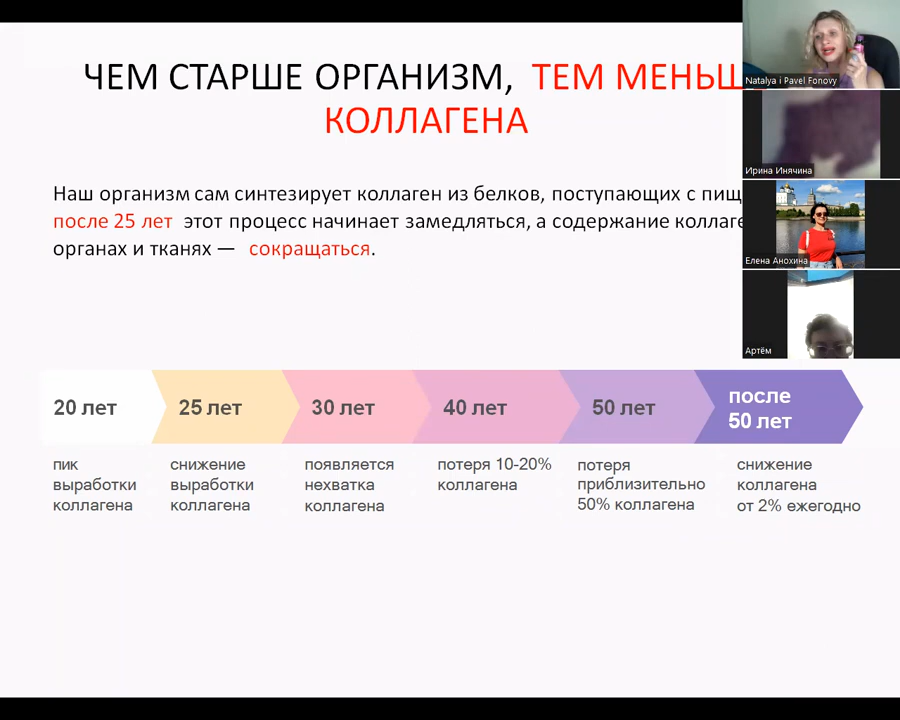 ЧЕМ СТАРШЕ ОРГАНИЗМ, ТЕМ МЕНЬШ
КОЛЛАГЕНА
Наш организм сам синтезирует коллаген из белков, поступающих с пищ
после 25 лет этот процесс начинает замедляться, а содержание коллаге
органах и тканях — сокращаться.
Natalya i Pavel Fonovy
Ирина Инячина
Елена Анохина
Артём
20 лет
25 лет
30 лет
40 лет
50 лет
после
50 лет
пик
выработки
коллагена
снижение
выработки
коллагена
появляется
нехватка
коллагена
потеря 10-20%
коллагена
потеря
приблизительно
50% коллагена
снижение
коллагена
от 2% ежегодно